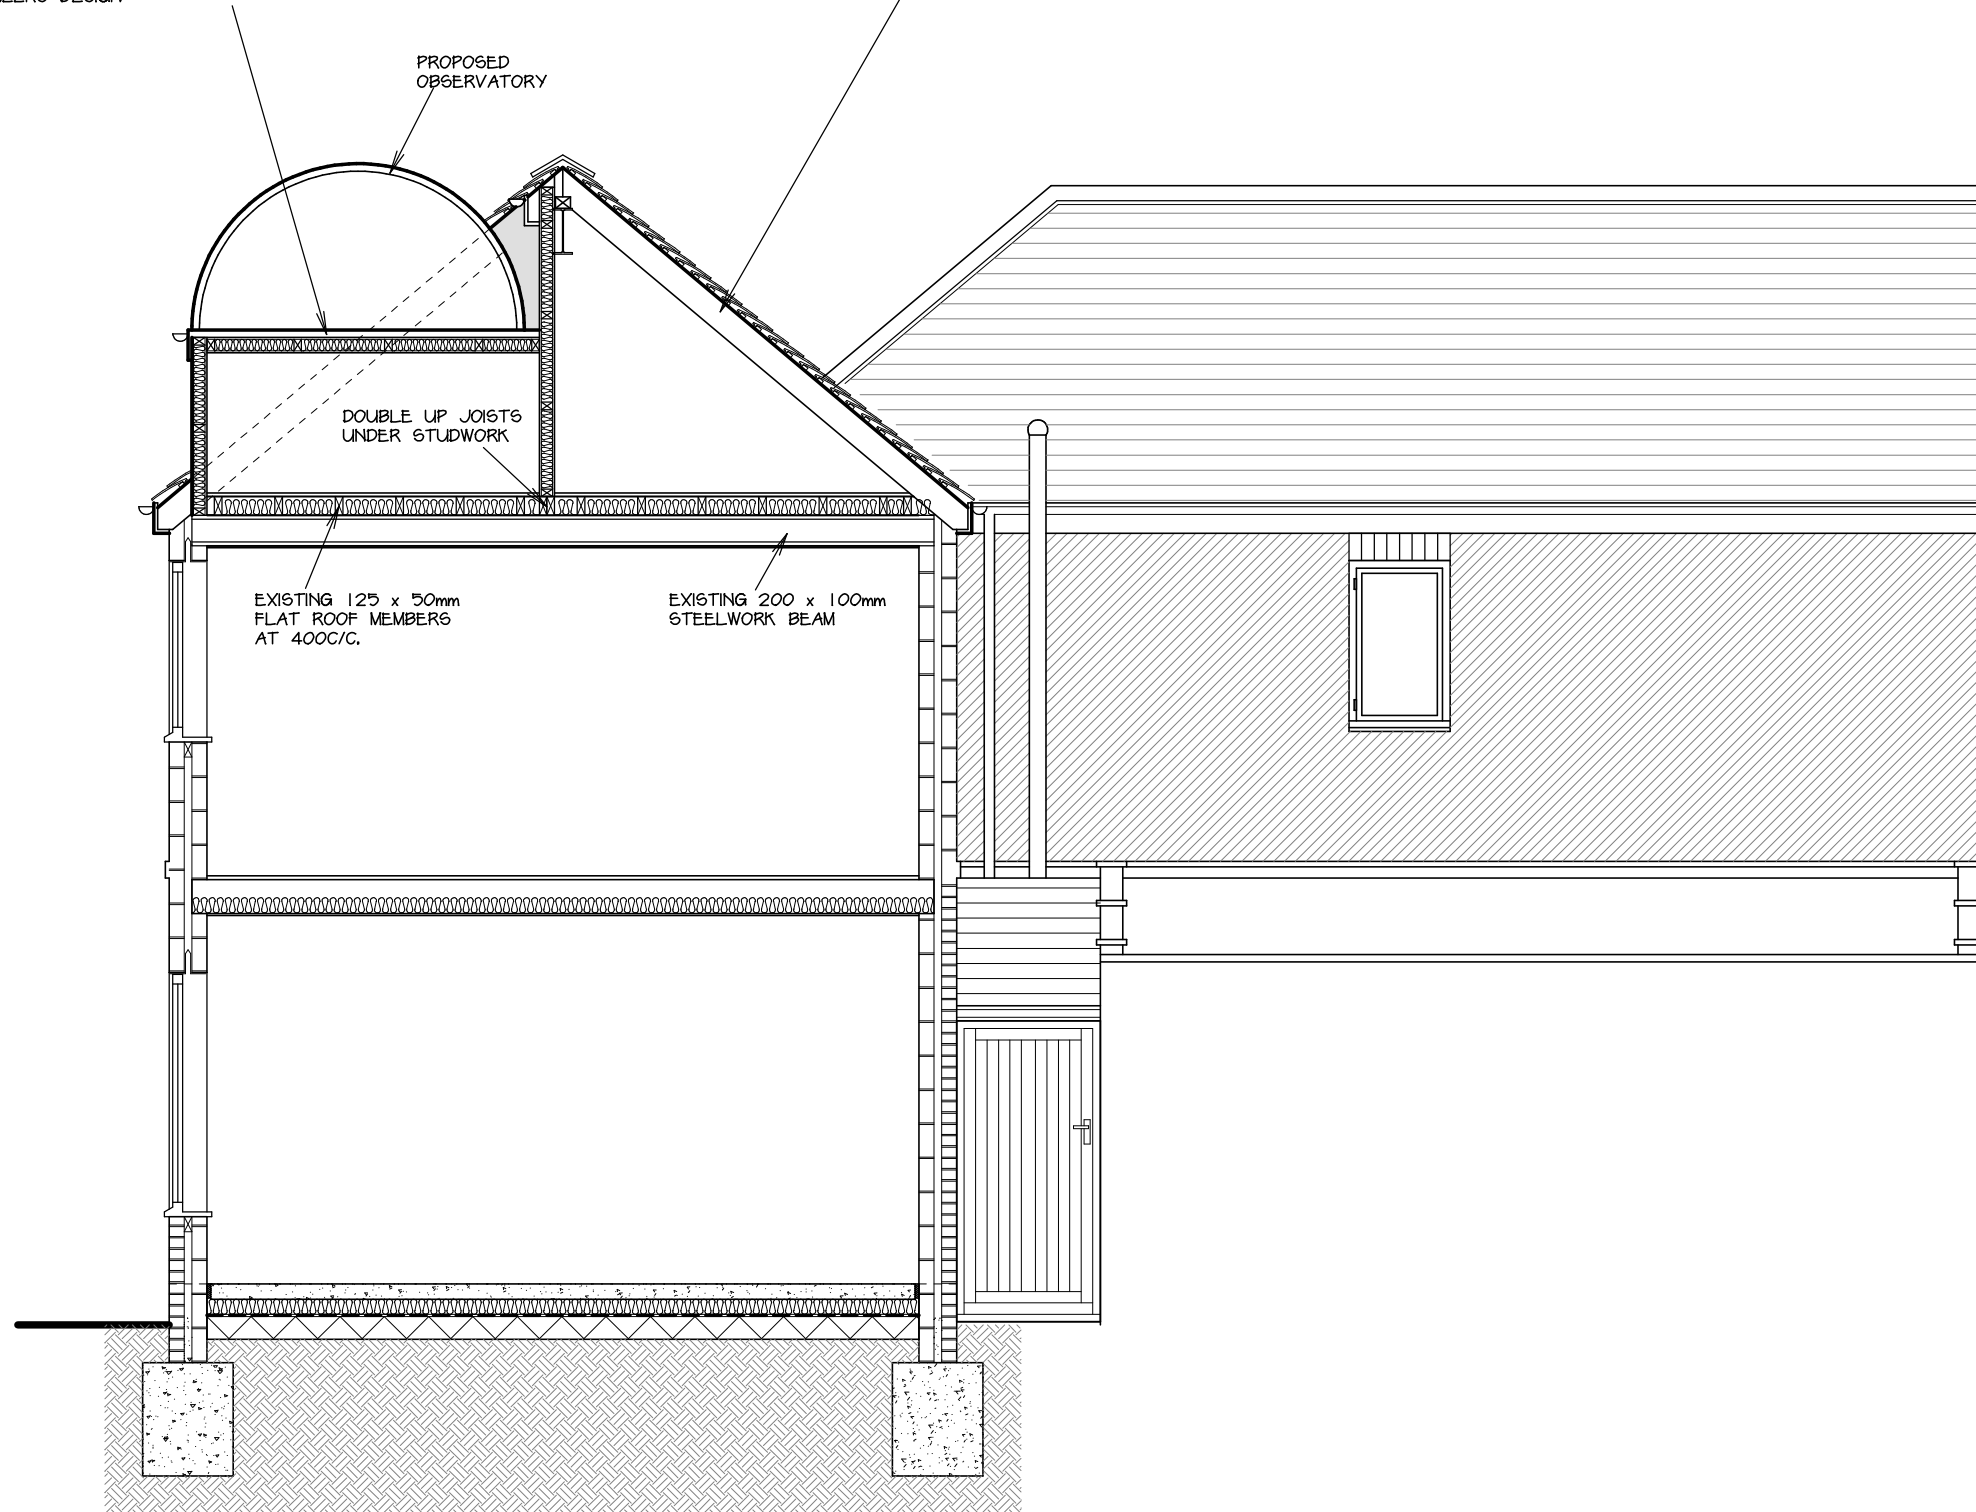 PROPOSED
OBSERVATORY
DOUBLE UP JOISTS
UNDER STUDWORK
EXISTING 125 x 50mm
FLAT ROOF MEMBERS
AT 400C/C.
EXISTING 200 x 100mm
STEELWORK BEAM